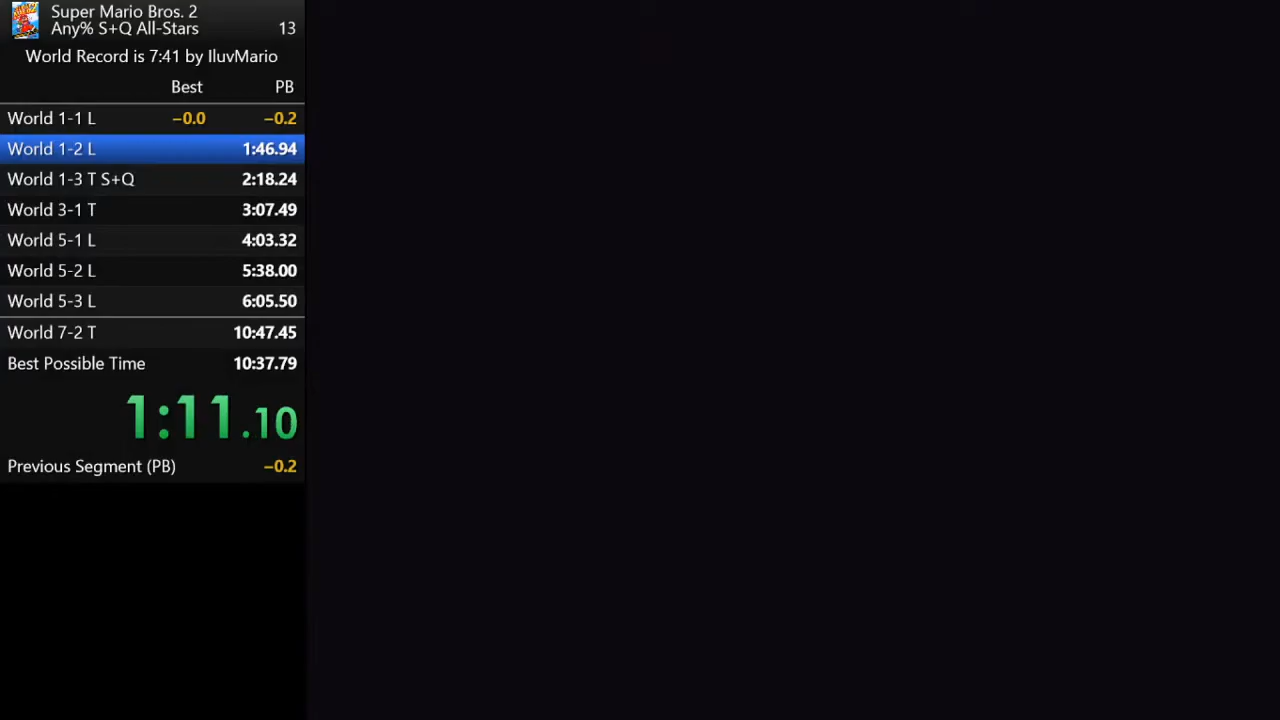 Super Mario Bros. 2
Any% S+Q All-Stars 13
World Record is 7:41 by IluvMario
Best PB
World 1-1 L −0.0 −0.2
World 1-2 L 1:46.94
World 1-3 T S+Q 2:18.24
World 3-1 T 3:07.49
World 5-1 L 4:03.32
World 5-2 L 5:38.00
World 5-3 L 6:05.50
World 7-2 T 10:47.45
Best Possible Time 10:37.79
1:11.10
Previous Segment (PB) −0.2